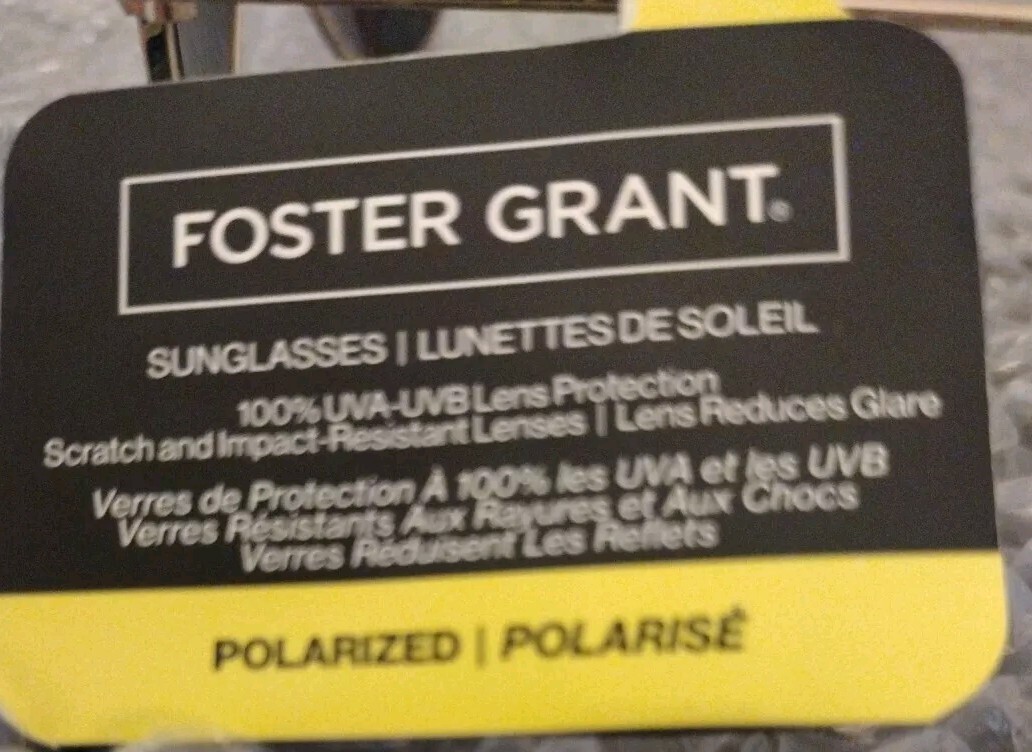 FOSTER GRANT®
SUNGLASSES | LUNETTES DE SOLEIL
100% UVA-UVB Lens Protection
Scratch and Impact-Resistant Lenses | Lens Reduces Glare
Verres de Protection À 100% les UVA et les UVB
Verres Résistants Aux Rayures et Aux Chocs
Verres Réduisent Les Reflets
POLARIZED | POLARISÉ